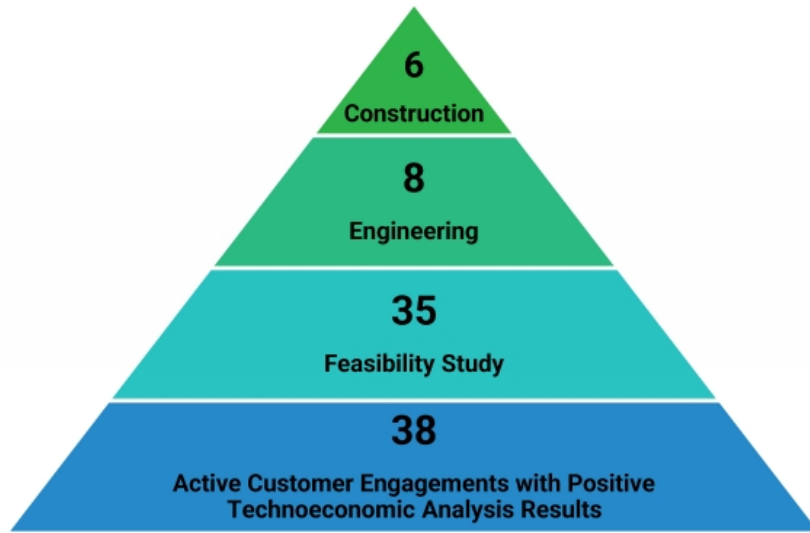 6
Construction
8
Engineering
35
Feasibility Study
38
Active Customer Engagements with Positive
Technoeconomic Analysis Results